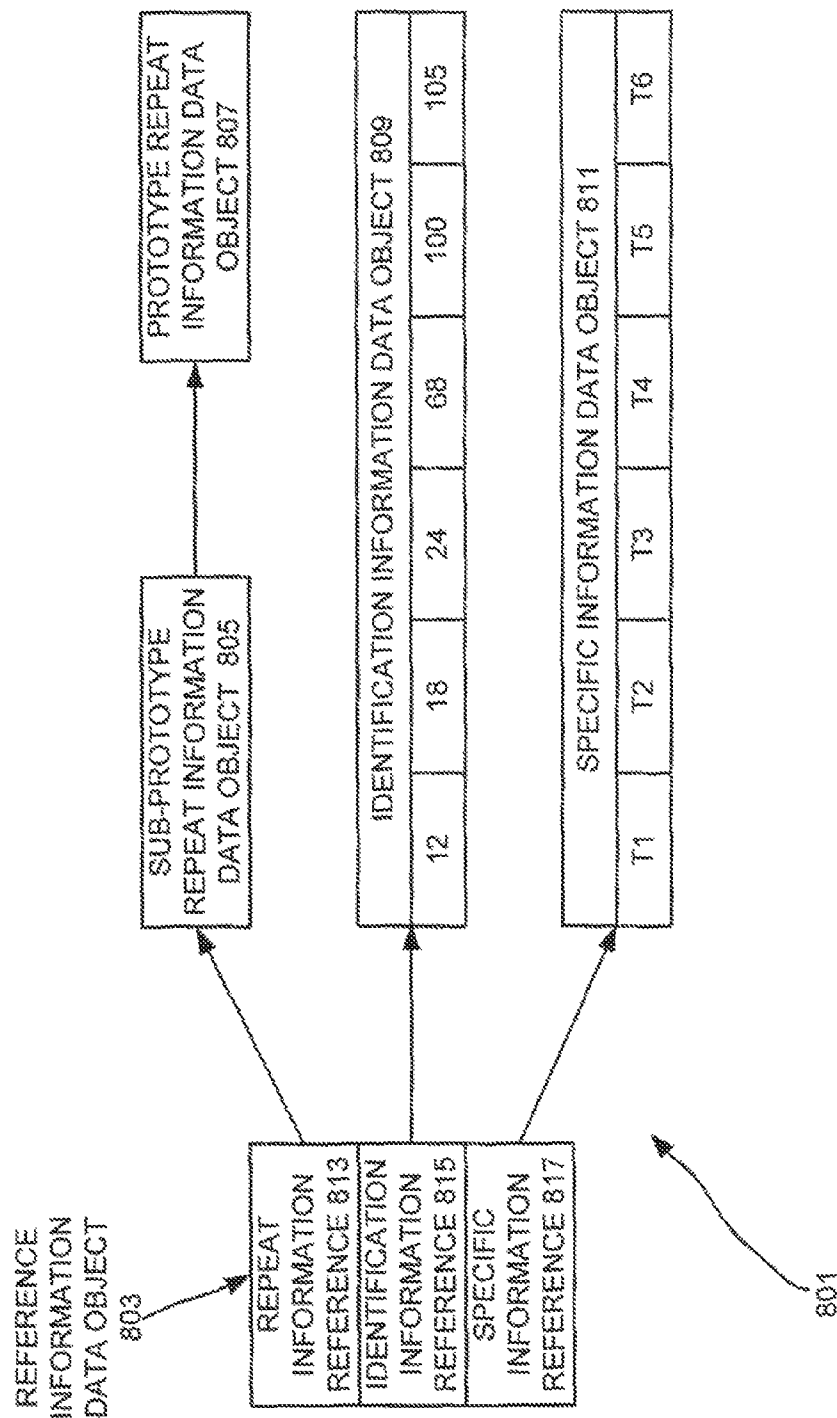 REFERENCE
INFORMATION
DATA OBJECT
803
REPEAT
INFORMATION
REFERENCE 813
IDENTIFICATION
INFORMATION
REFERENCE 815
SPECIFIC
INFORMATION
REFERENCE 817
SUB-PROTOTYPE
REPEAT INFORMATION
DATA OBJECT 805
PROTOTYPE REPEAT
INFORMATION DATA
OBJECT 807
IDENTIFICATION INFORMATION DATA OBJECT 809
12 18 24 68 100 105
SPECIFIC INFORMATION DATA OBJECT 811
T1 T2 T3 T4 T5 T6
801